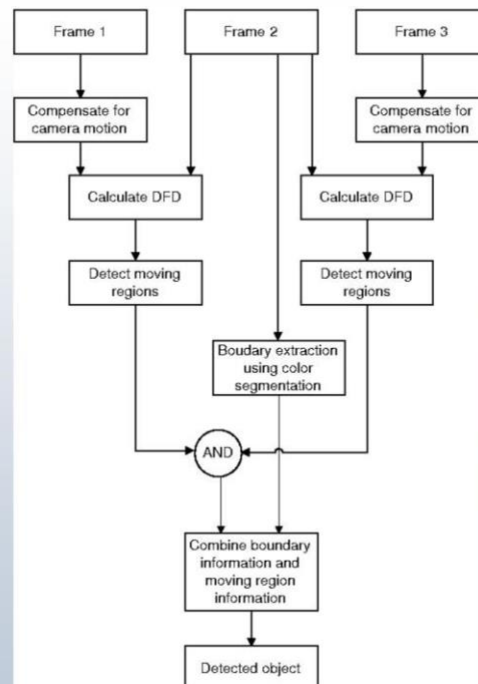 Frame 1
Frame 2
Frame 3
Compensate for
camera motion
Compensate for
camera motion
Calculate DFD
Calculate DFD
Detect moving
regions
Detect moving
regions
Boudary extraction
using color
segmentation
AND
Combine boundary
information and
moving region
information
Detected object